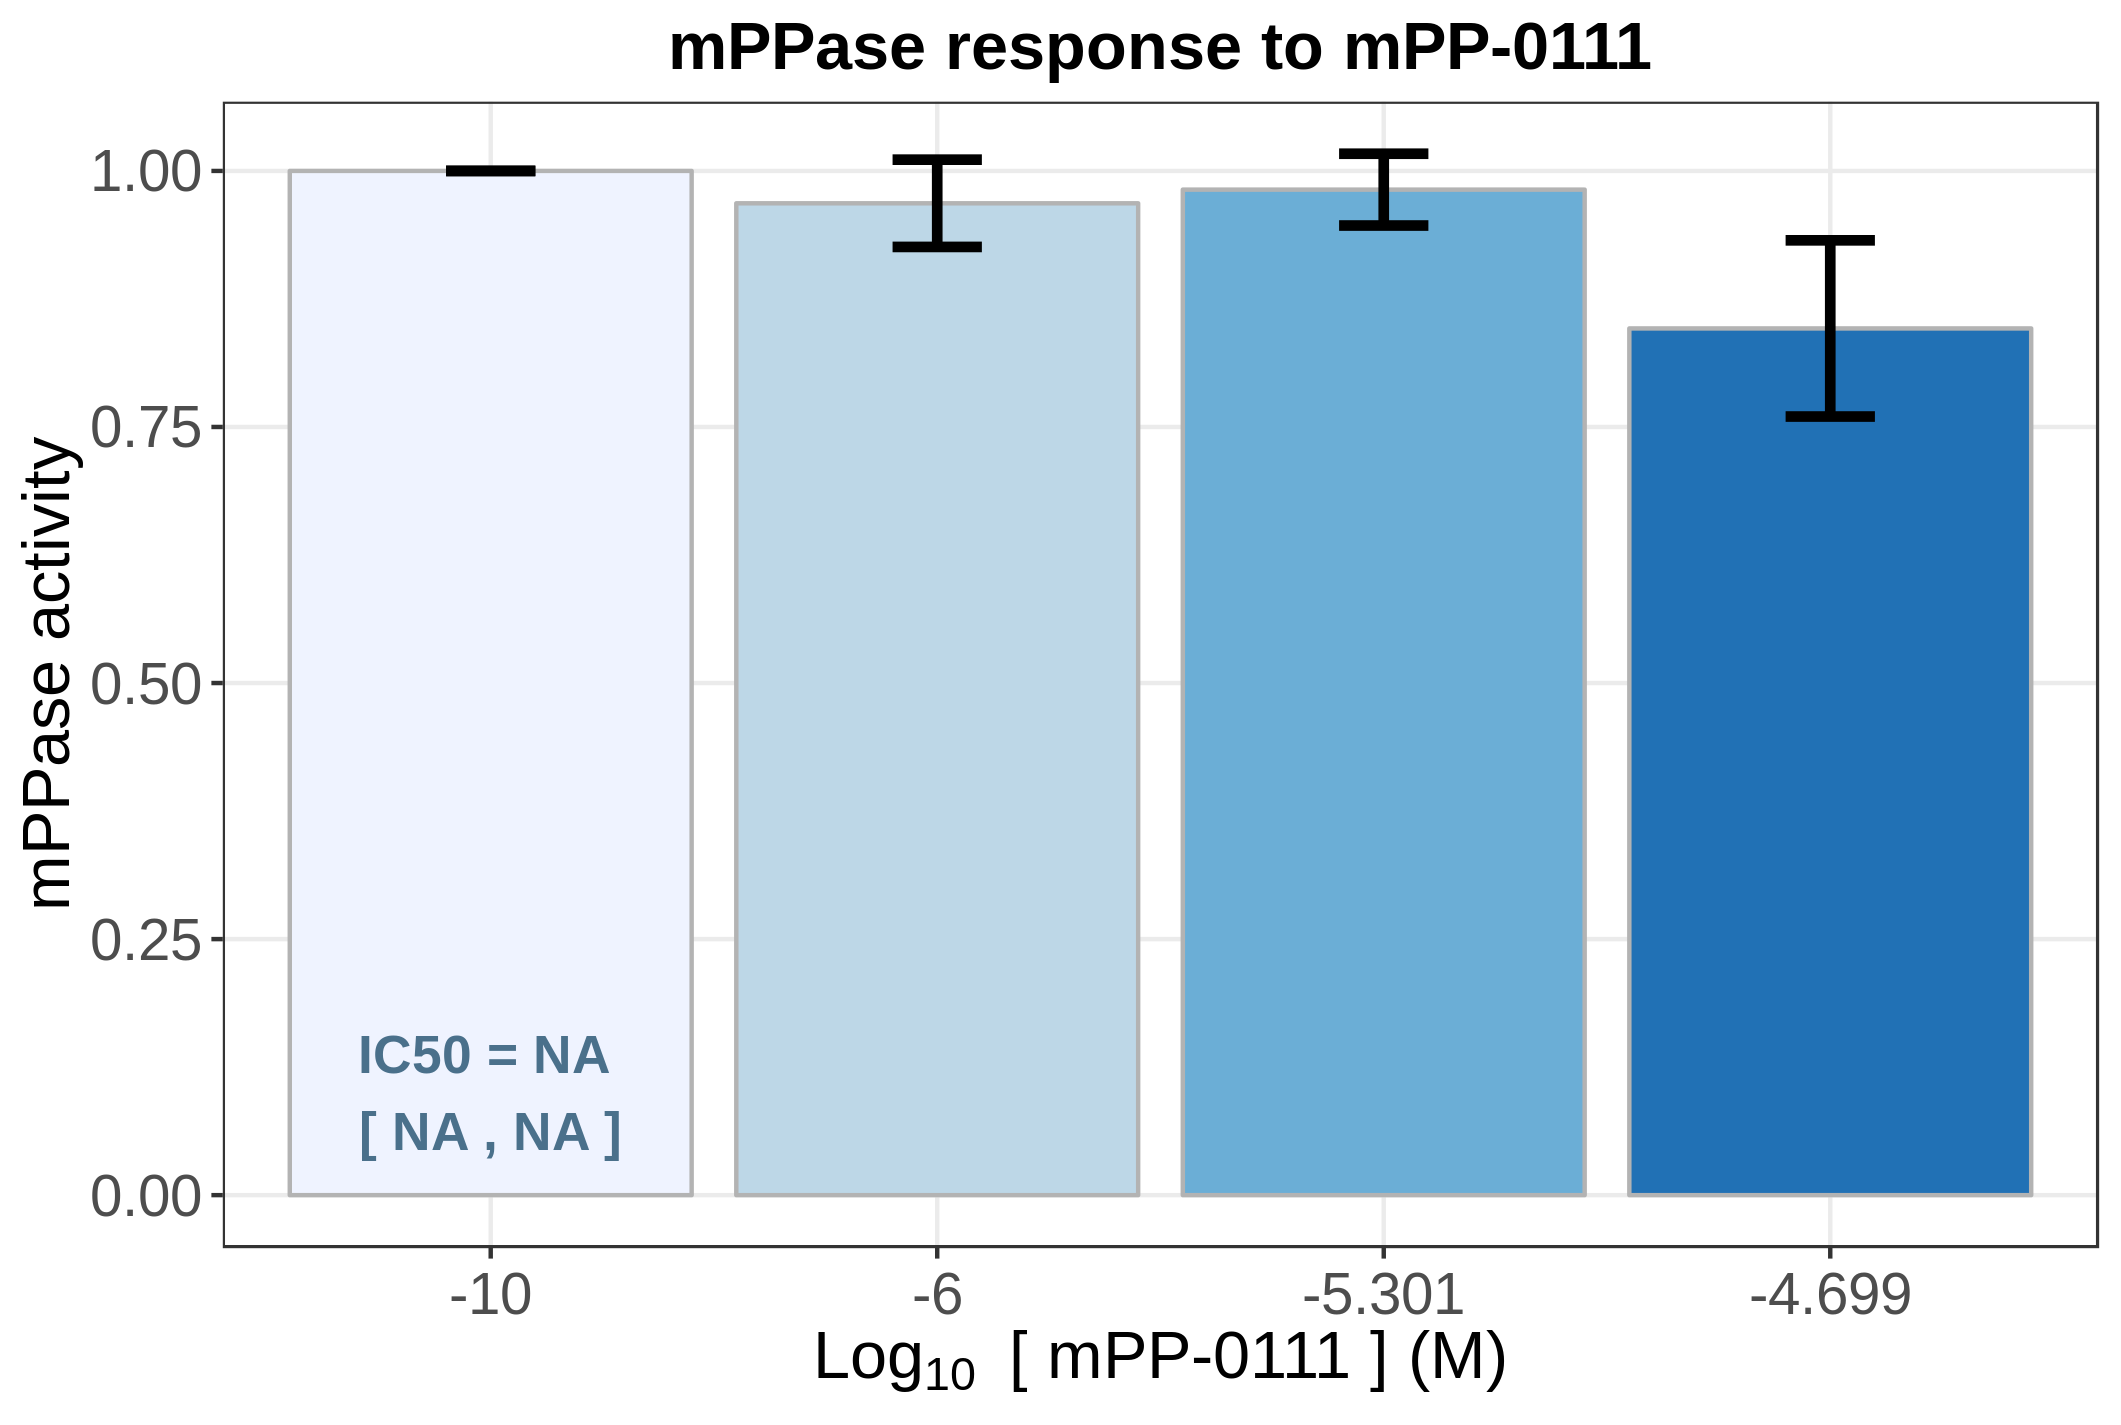 mPPase response to mPP-0111
mPPase activity
1.00
0.75
0.50
0.25
0.00
IC50 = NA
[ NA , NA ]
-10
-6
-5.301
-4.699
Log10 [ mPP-0111 ] (M)